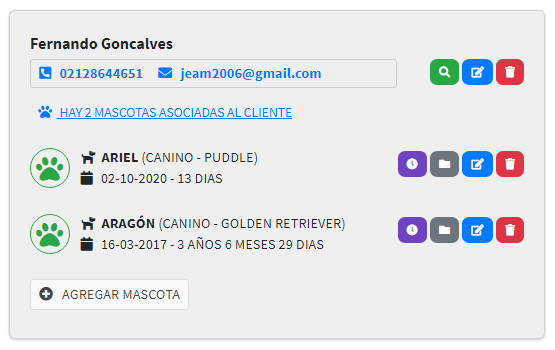 Fernando Goncalves
02128644651 jeam2006@gmail.com
HAY 2 MASCOTAS ASOCIADAS AL CLIENTE
ARIEL (CANINO - PUDDLE)
02-10-2020 - 13 DIAS
ARAGÓN (CANINO - GOLDEN RETRIEVER)
16-03-2017 - 3 AÑOS 6 MESES 29 DIAS
AGREGAR MASCOTA